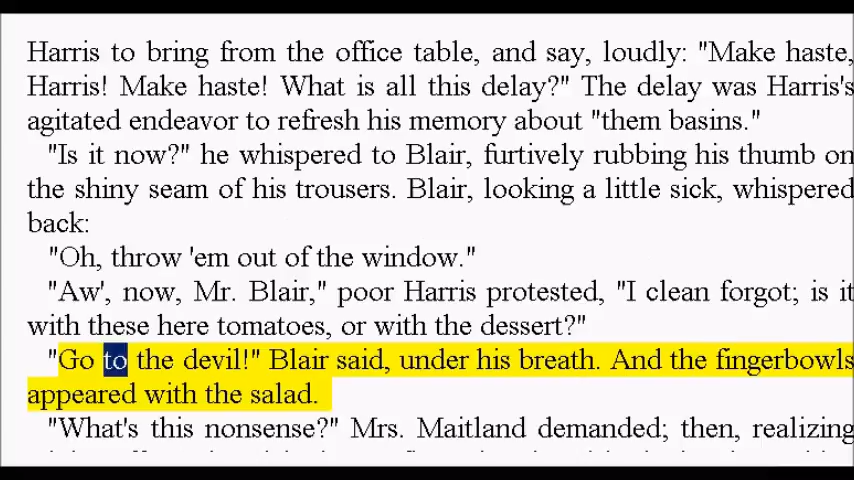 Harris to bring from the office table, and say, loudly: "Make haste,
Harris! Make haste! What is all this delay?" The delay was Harris's
agitated endeavor to refresh his memory about "them basins."
"Is it now?" he whispered to Blair, furtively rubbing his thumb on
the shiny seam of his trousers. Blair, looking a little sick, whispered
back:
"Oh, throw 'em out of the window."
"Aw', now, Mr. Blair," poor Harris protested, "I clean forgot; is it
with these here tomatoes, or with the dessert?"
"Go to the devil!" Blair said, under his breath. And the fingerbowls
appeared with the salad.
"What's this nonsense?" Mrs. Maitland demanded; then, realizing